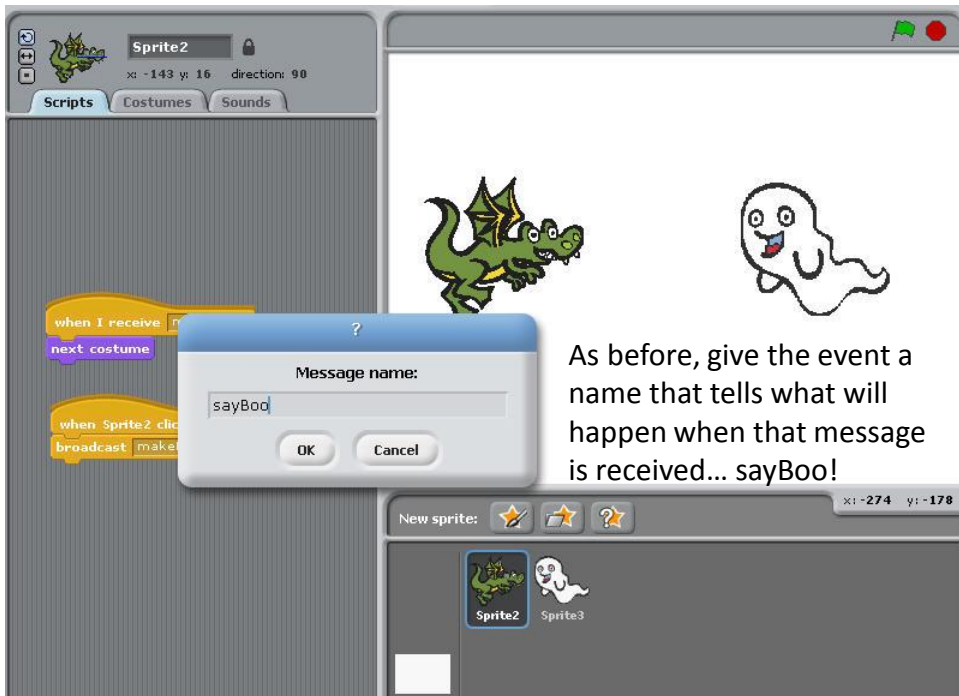 Sprite2
x: -143 y: 16 direction: 90
Scripts Costumes Sounds
when I receive
next costume
when Sprite2 clic
broadcast makei
?
Message name:
sayBoo
OK Cancel
As before, give the event a
name that tells what will
happen when that message
is received... sayBoo!
x: -274 y: -178
New sprite:
Sprite2 Sprite3